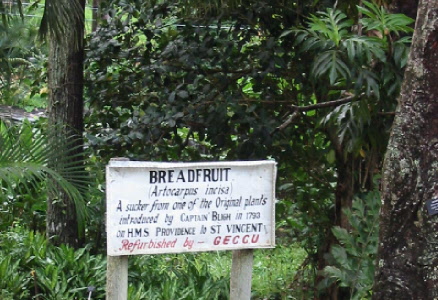 BREADFRUIT
(Artocarpus incisa)
A sucker from one of the Original plants
introduced by CAPTAIN BLIGH in 1793
on H.M.S PROVIDENCE to ST VINCENT
Refurbished by - GECCU